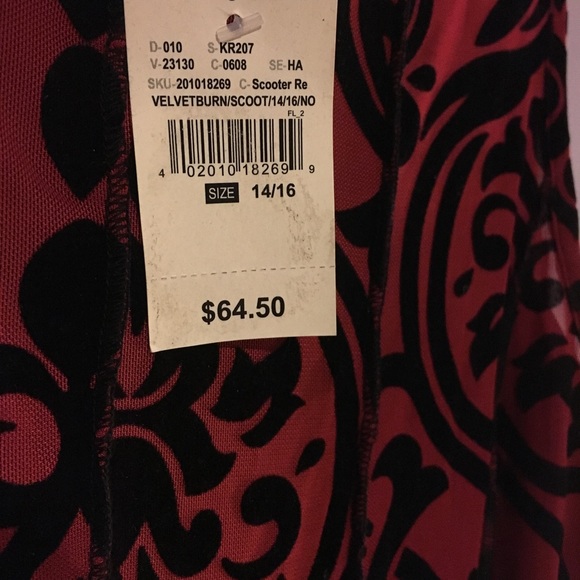 D-010 S-KR207
V-23130 C-0608 SE-HA
SKU-201018269 C-Scooter Re
VELVETBURN/SCOOT/14/16/NO
FL_2
4 02010 18269 9
SIZE 14/16
$64.50